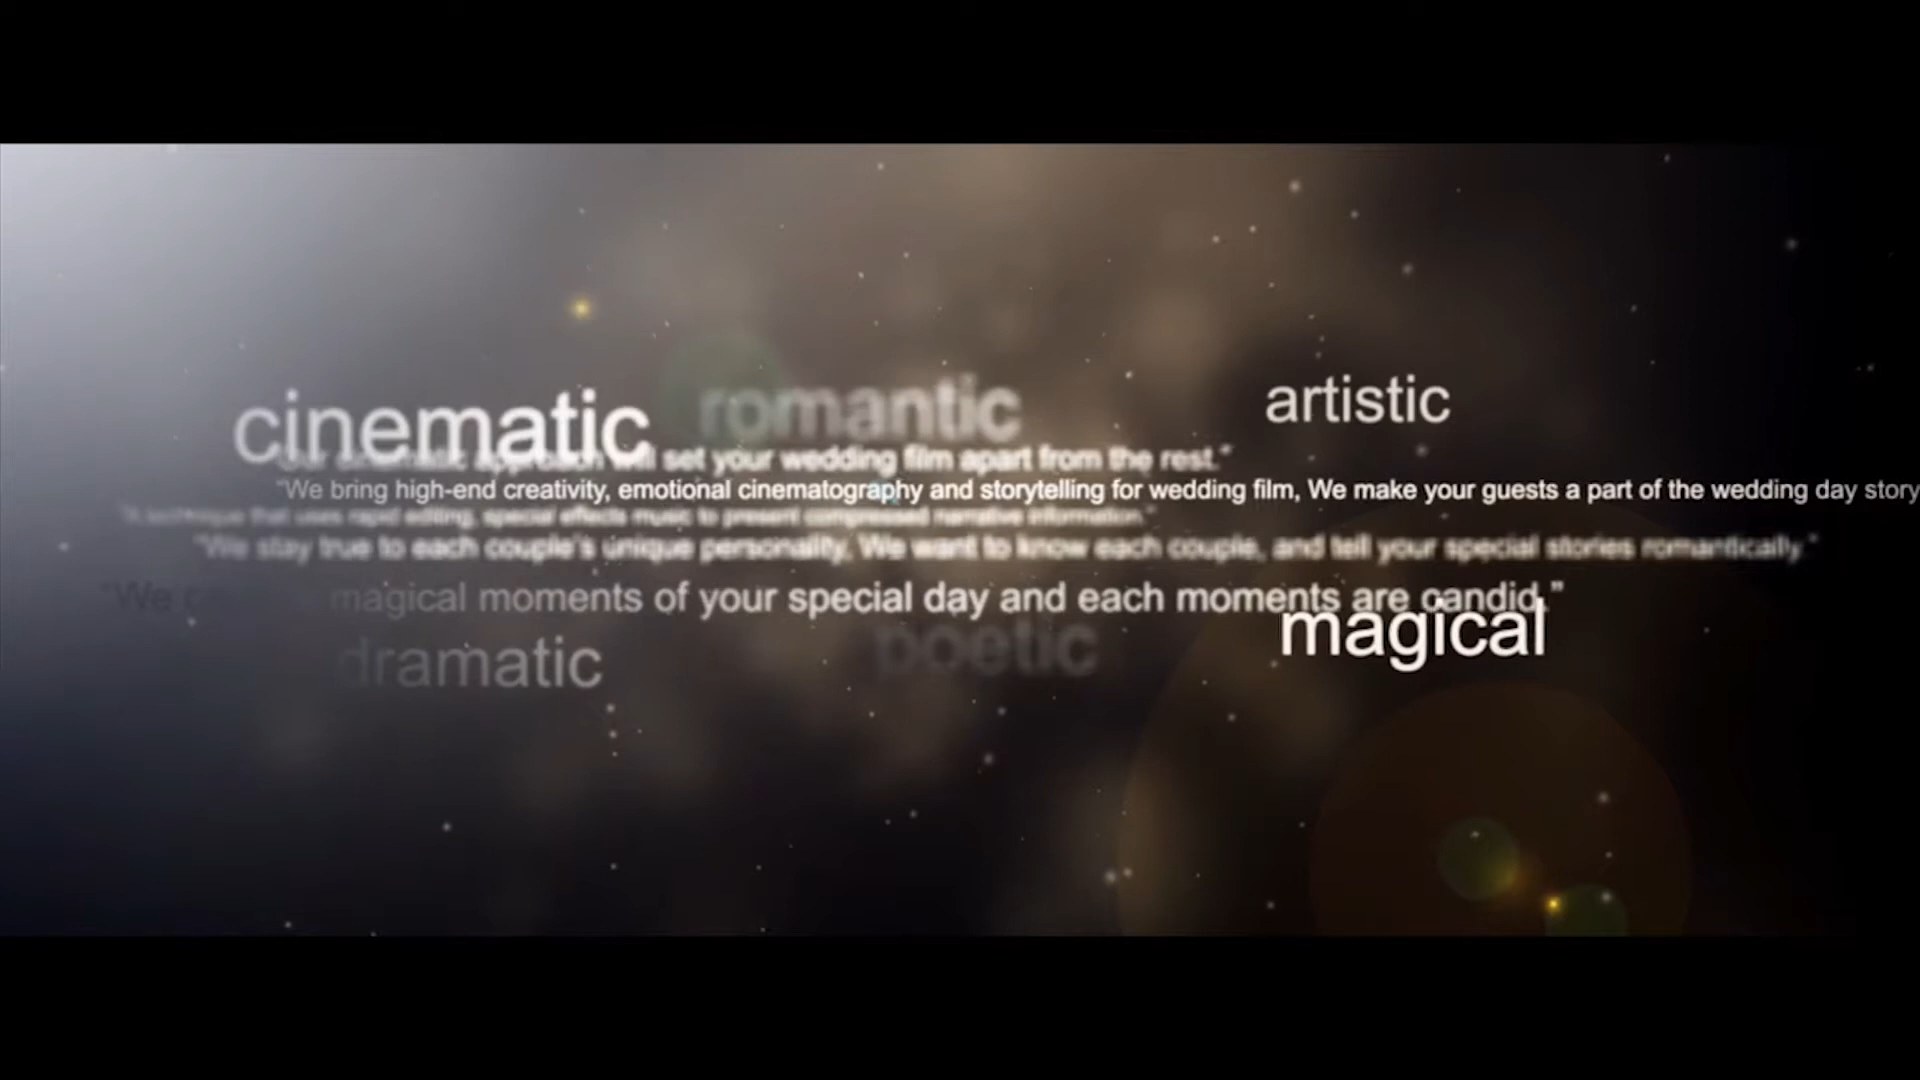 cinematic romantic artistic
"Our cinematic approach will set your wedding film apart from the rest."
"We bring high-end creativity, emotional cinematography and storytelling for wedding film, We make your guests a part of the wedding day story
"A technique that uses rapid editing, special effects music to present compressed narrative information."
"We stay true to each couple's unique personality, We want to know each couple, and tell your special stories romantically."
"We magical moments of your special day and each moments are candid."
dramatic poetic magical